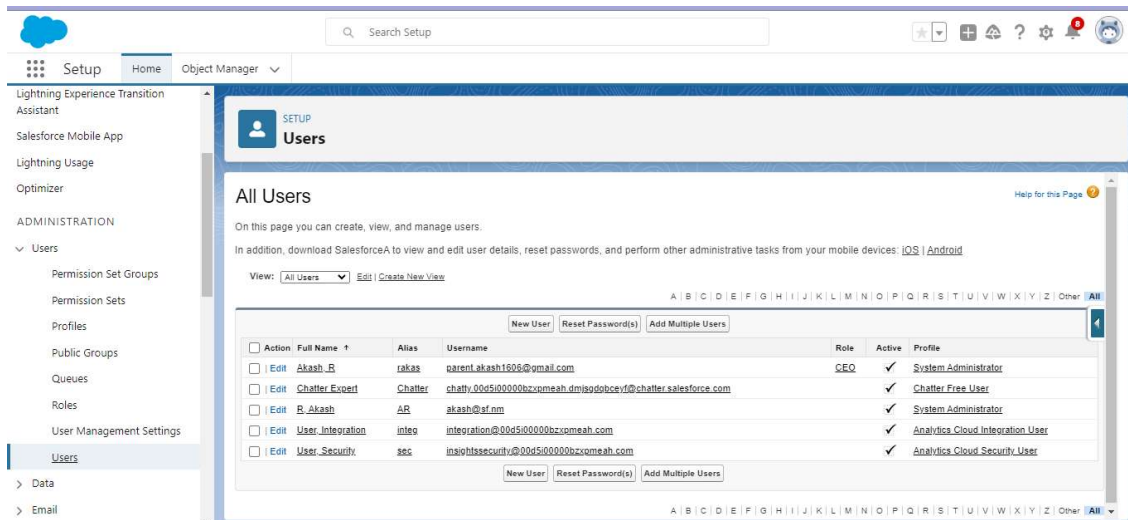 8
Search Setup
Setup Home Object Manager
Lightning Experience Transition
Assistant
Salesforce Mobile App
Lightning Usage
Optimizer
ADMINISTRATION
Users
Permission Set Groups
Permission Sets
Profiles
Public Groups
Queues
Roles
User Management Settings
Users
Data
Email
SETUP
Users
All Users
Help for this Page
On this page you can create, view, and manage users.
In addition, download SalesforceA to view and edit user details, reset passwords, and perform other administrative tasks from your mobile devices: iOS | Android
View: All Users Edit | Create New View
A | B | C | D | E | F | G | H | I | J | K | L | M | N | O | P | Q | R | S | T | U | V | W | X | Y | Z | Other All
New User Reset Password(s) Add Multiple Users
Action Full Name ↑ Alias Username Role Active Profile
| Edit Akash, R rakas parent.akash1606@gmail.com CEO ✓ System Administrator
| Edit Chatter Expert Chatter chatty.00d5i00000bzxpmeah.dmjsqdobceyf@chatter.salesforce.com ✓ Chatter Free User
| Edit R, Akash AR akash@sf.nm ✓ System Administrator
| Edit User, Integration integ integration@00d5i00000bzxpmeah.com ✓ Analytics Cloud Integration User
| Edit User, Security sec insightssecurity@00d5i00000bzxpmeah.com ✓ Analytics Cloud Security User
New User Reset Password(s) Add Multiple Users
A | B | C | D | E | F | G | H | I | J | K | L | M | N | O | P | Q | R | S | T | U | V | W | X | Y | Z | Other All